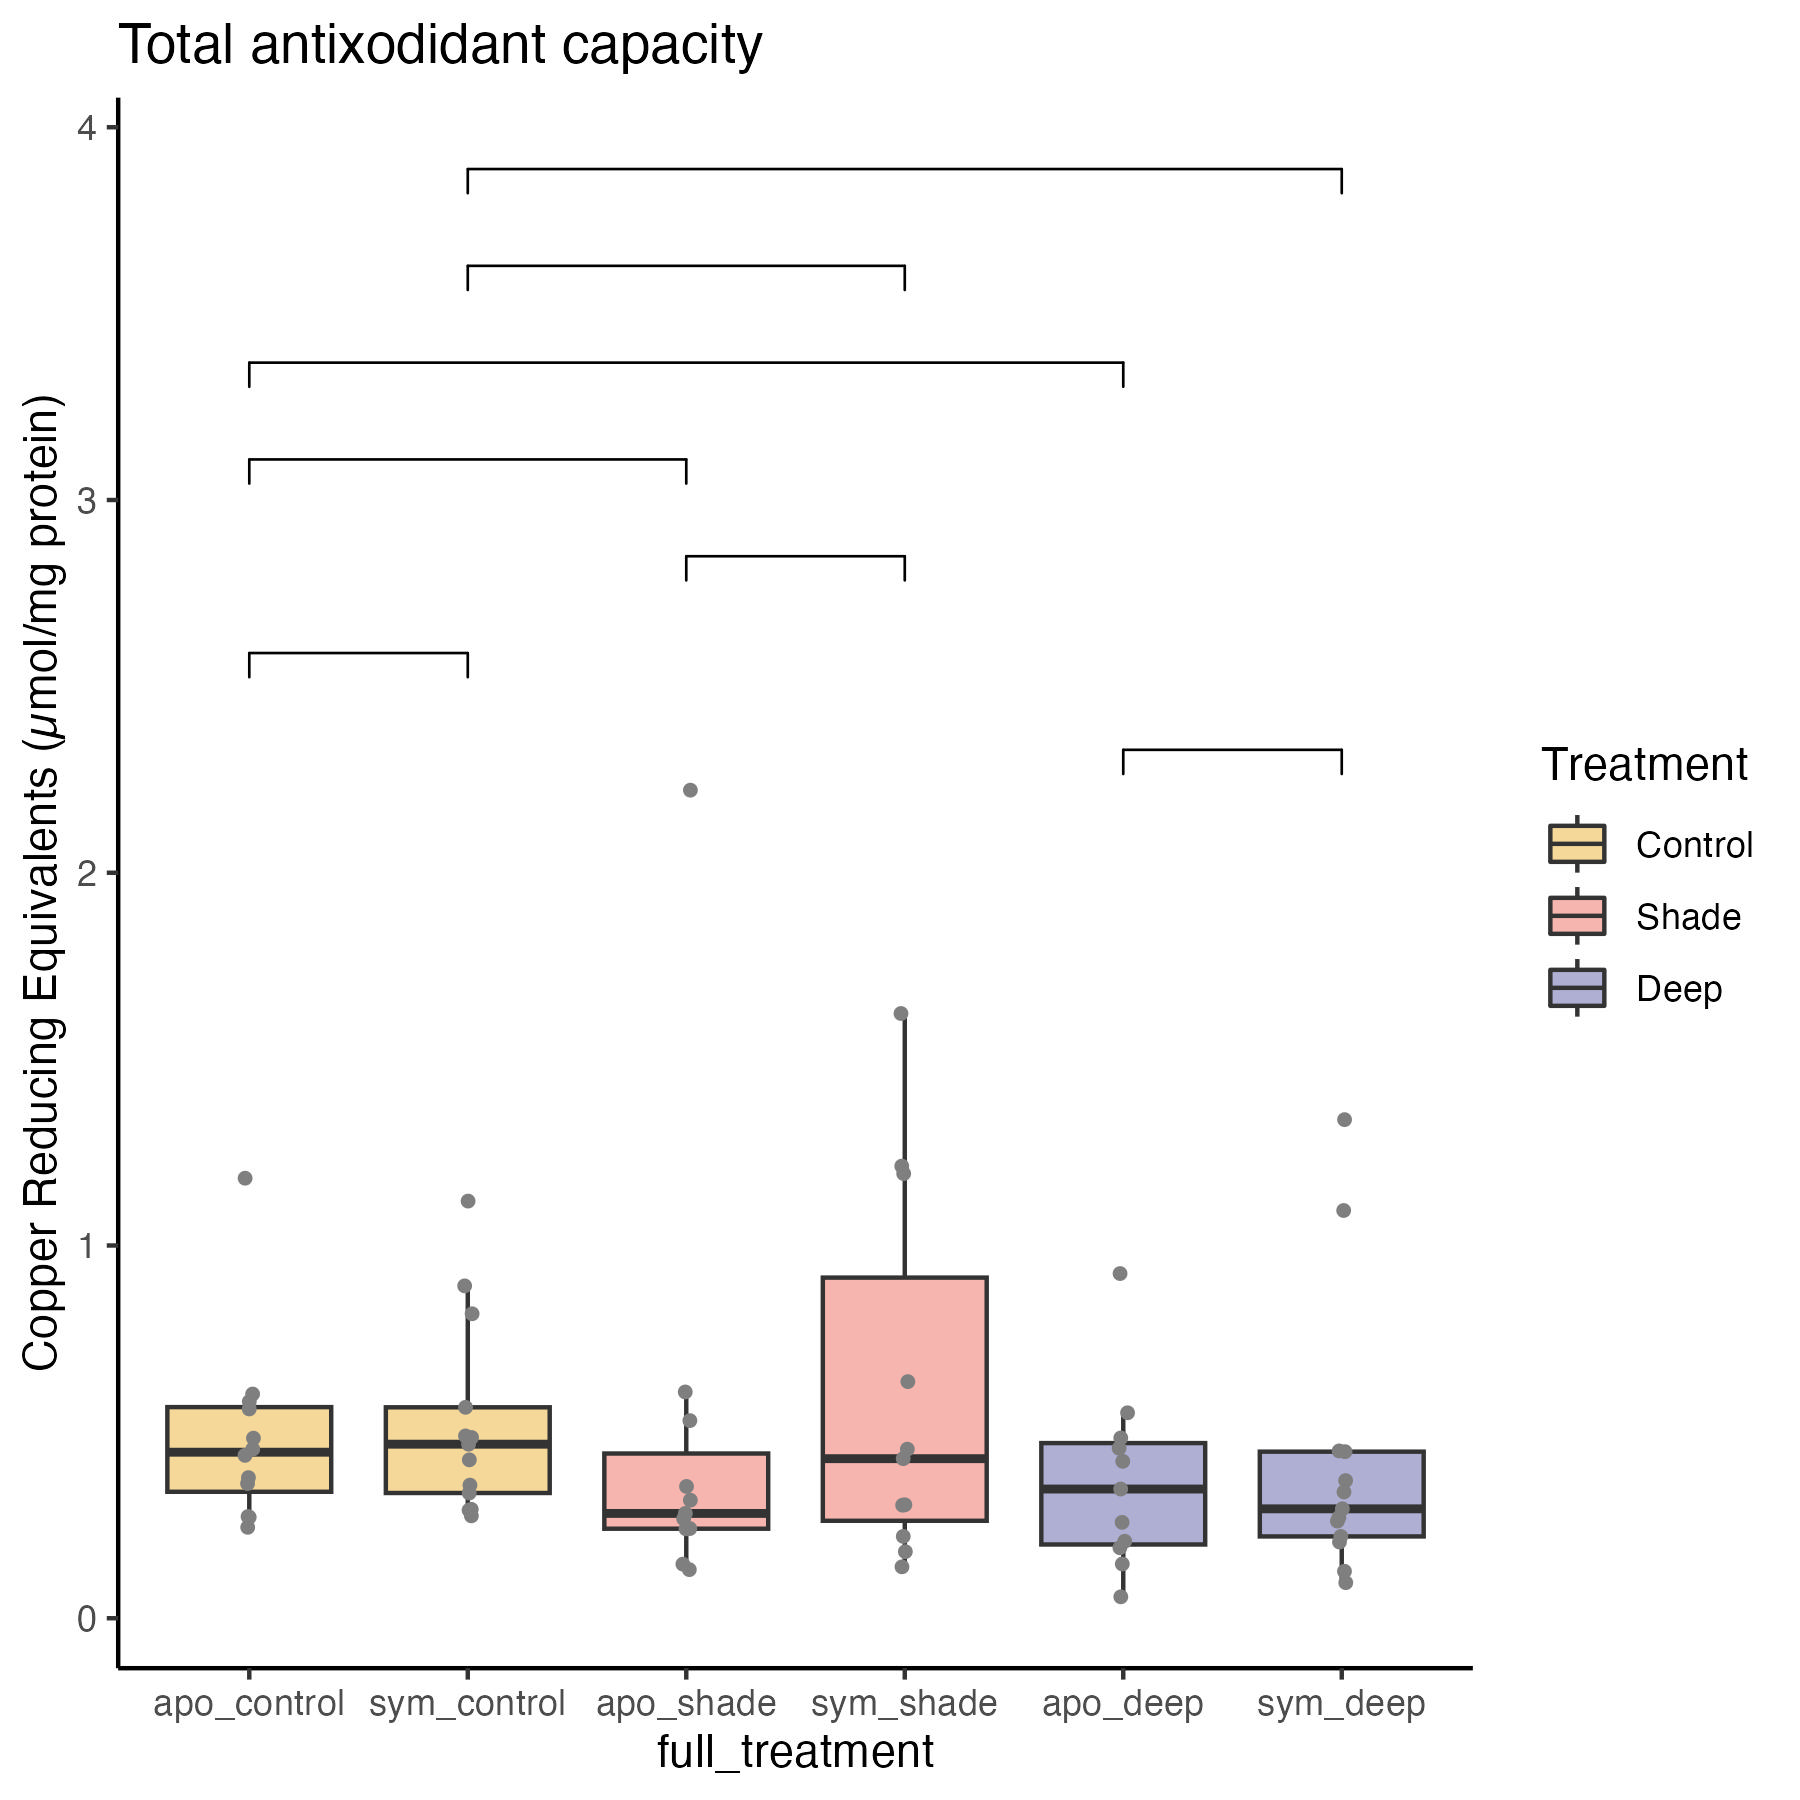 Total antixodidant capacity
Copper Reducing Equivalents (µmol/mg protein)
4
3
2
1
0
apo_control sym_control apo_shade sym_shade apo_deep sym_deep
full_treatment
Treatment
Control
Shade
Deep